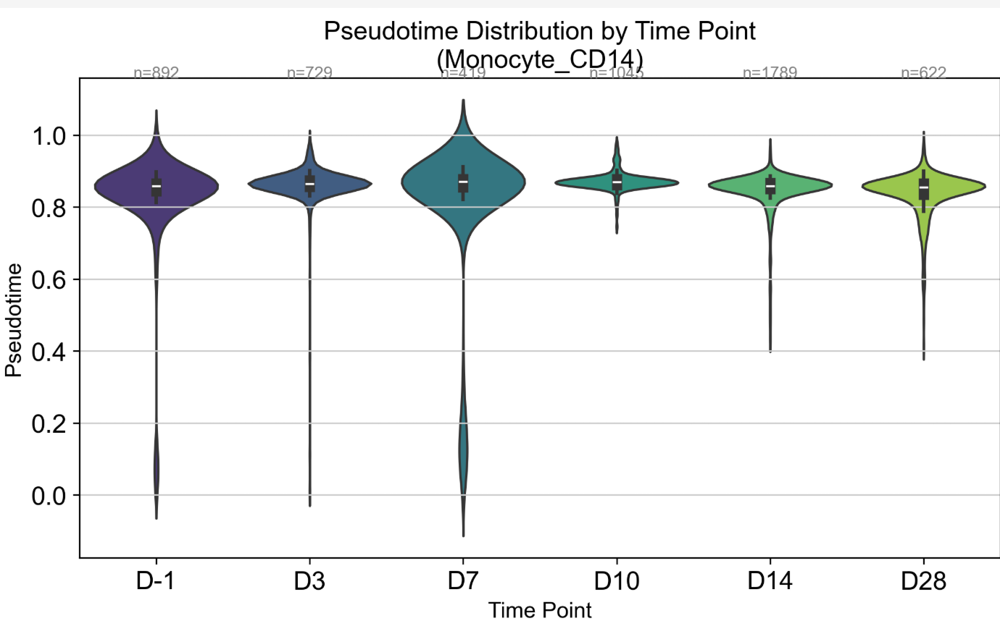 Pseudotime Distribution by Time Point
(Monocyte_CD14)
n=892 n=729 n=419 n=1045 n=1789 n=622
1.0
0.8
0.6
0.4
0.2
0.0
Pseudotime
D-1 D3 D7 D10 D14 D28
Time Point